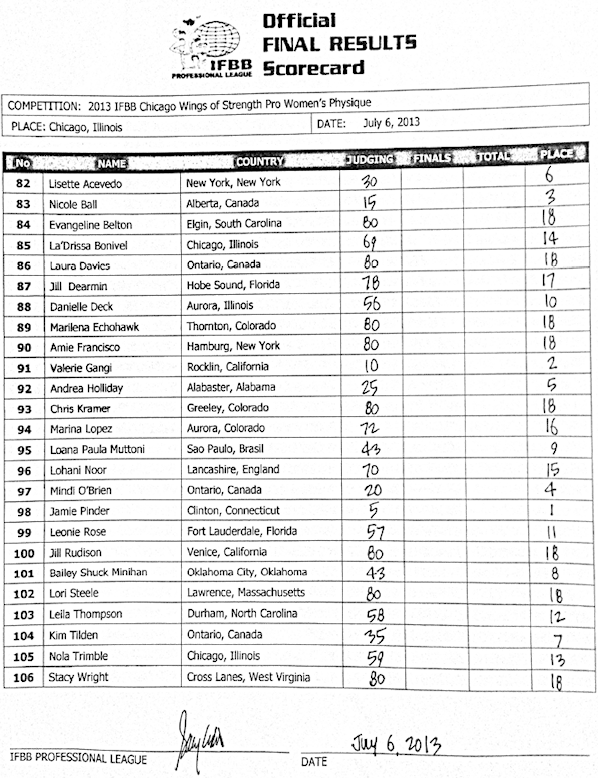 Official
FINAL RESULTS
Scorecard
IFBB
PROFESSIONAL LEAGUE
COMPETITION: 2013 IFBB Chicago Wings of Strength Pro Women's Physique
PLACE: Chicago, Illinois DATE: July 6, 2013
No NAME COUNTRY JUDGING FINALS TOTAL PLACE
82 Lisette Acevedo New York, New York 30 6
83 Nicole Ball Alberta, Canada 15 3
84 Evangeline Belton Elgin, South Carolina 80 18
85 La'Drissa Bonivel Chicago, Illinois 69 14
86 Laura Davies Ontario, Canada 80 18
87 Jill Dearmin Hobe Sound, Florida 78 17
88 Danielle Deck Aurora, Illinois 56 10
89 Marilena Echohawk Thornton, Colorado 80 18
90 Amie Francisco Hamburg, New York 80 18
91 Valerie Gangi Rocklin, California 10 2
92 Andrea Holliday Alabaster, Alabama 25 5
93 Chris Kramer Greeley, Colorado 80 18
94 Marina Lopez Aurora, Colorado 72 16
95 Loana Paula Muttoni Sao Paulo, Brasil 43 9
96 Lohani Noor Lancashire, England 70 15
97 Mindi O'Brien Ontario, Canada 20 4
98 Jamie Pinder Clinton, Connecticut 5 1
99 Leonie Rose Fort Lauderdale, Florida 57 11
100 Jill Rudison Venice, California 80 18
101 Bailey Shuck Minihan Oklahoma City, Oklahoma 43 8
102 Lori Steele Lawrence, Massachusetts 80 18
103 Leila Thompson Durham, North Carolina 58 12
104 Kim Tilden Ontario, Canada 35 7
105 Nola Trimble Chicago, Illinois 59 13
106 Stacy Wright Cross Lanes, West Virginia 80 18
July 6, 2013
IFBB PROFESSIONAL LEAGUE DATE